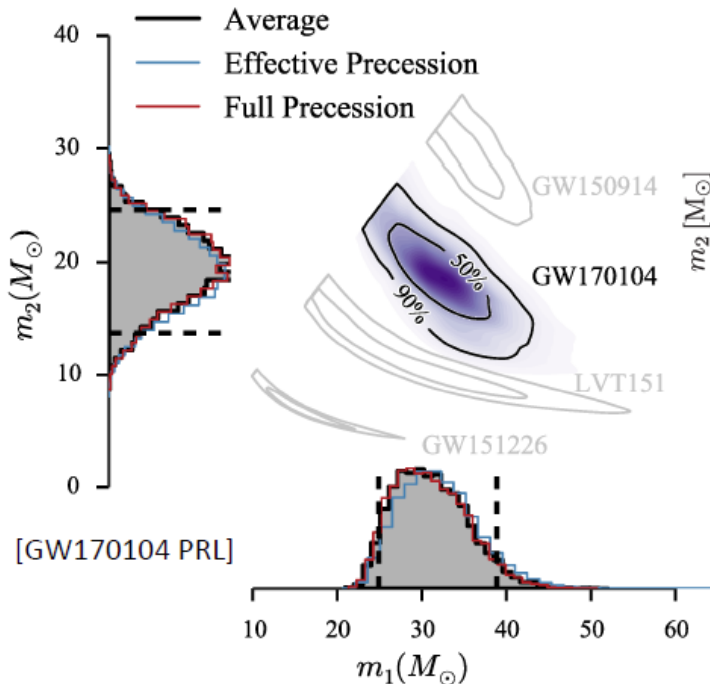 40
Average
Effective Precession
Full Precession
30
GW150914
m₂ [M⊙]
m₂(M⊙)
20
50%
GW170104
90%
10
LVT151
GW151226
0
[GW170104 PRL]
10 20 30 40 50 60
m₁(M⊙)